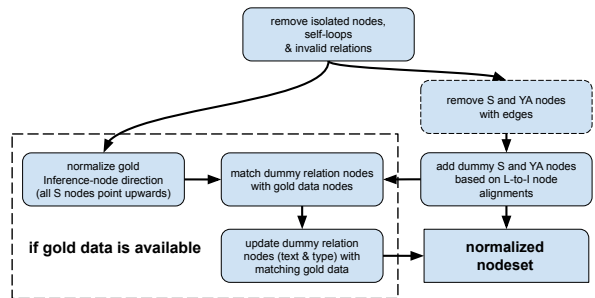 remove isolated nodes,
self-loops
& invalid relations
remove S and YA nodes
with edges
normalize gold
Inference-node direction
(all S nodes point upwards)
match dummy relation nodes
with gold data nodes
add dummy S and YA nodes
based on L-to-I node
alignments
if gold data is available
update dummy relation
nodes (text & type) with
matching gold data
normalized
nodeset